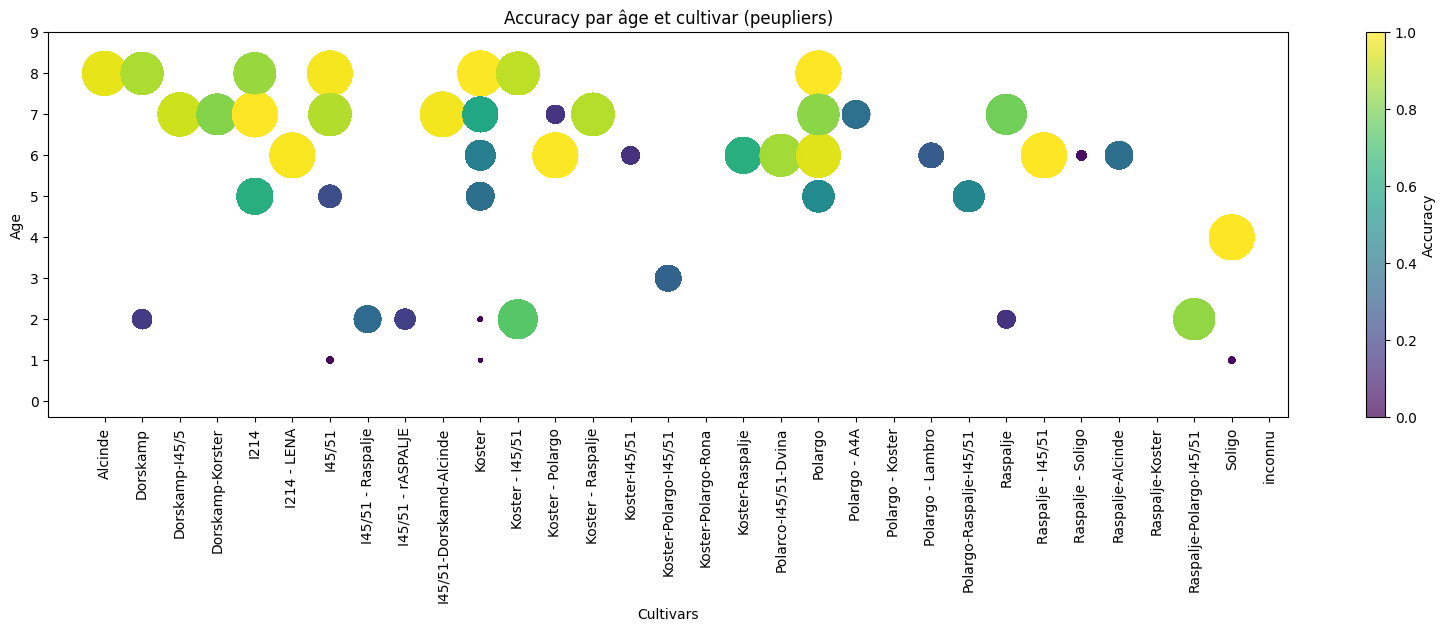 Accuracy par âge et cultivar (peupliers)
9
8
7
6
5
4
3
2
1
0
Age
Alcinde
Dorskamp
Dorskamp-I45/5
Dorskamp-Korster
I214
I214 - LENA
I45/51
I45/51 - Raspalje
I45/51 - rASPALJE
I45/51-Dorskamd-Alcinde
Koster
Koster - I45/51
Koster - Polargo
Koster - Raspalje
Koster-I45/51
Koster-Polargo-I45/51
Koster-Polargo-Rona
Koster-Raspalje
Polarco-I45/51-Dvina
Polargo
Polargo - A4A
Polargo - Koster
Polargo - Lambro
Polargo-Raspalje-I45/51
Raspalje
Raspalje - I45/51
Raspalje - Soligo
Raspalje-Alcinde
Raspalje-Koster
Raspalje-Polargo-I45/51
Soligo
inconnu
Cultivars
1.0
0.8
0.6
0.4
0.2
0.0
Accuracy